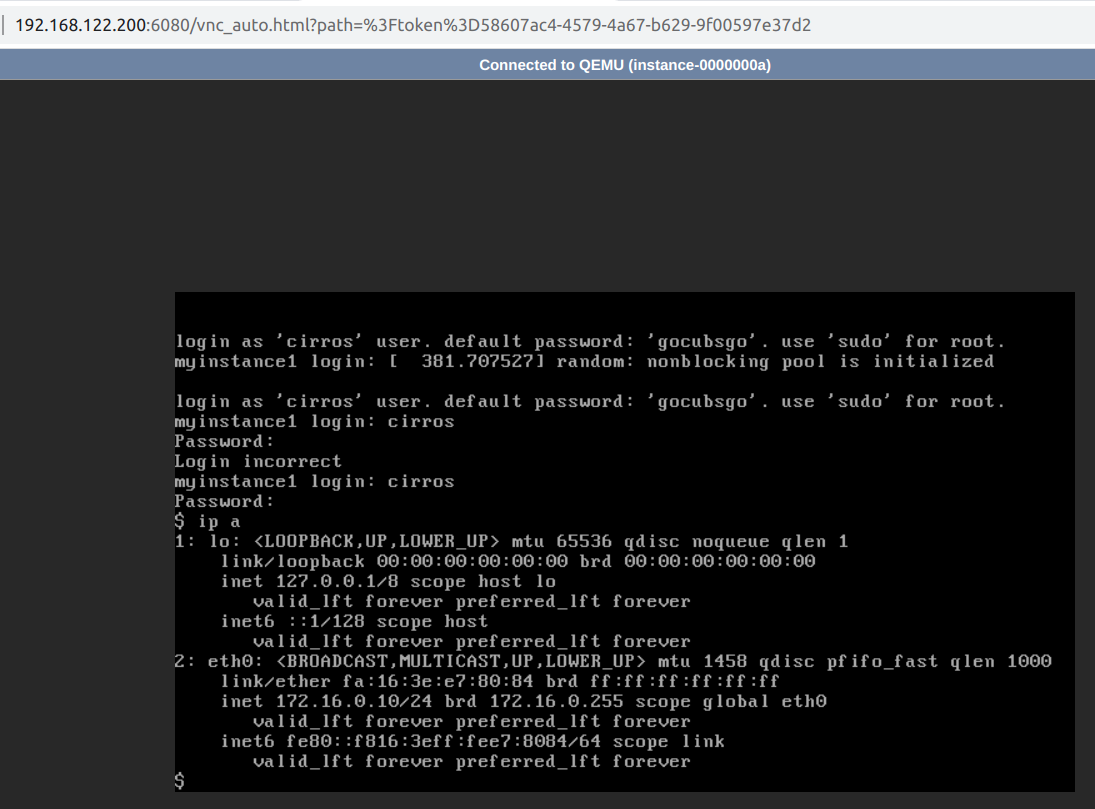 192.168.122.200:6080/vnc_auto.html?path=%3Ftoken%3D58607ac4-4579-4a67-b629-9f00597e37d2
Connected to QEMU (instance-0000000a)
login as 'cirros' user. default password: 'gocubsgo'. use 'sudo' for root.
myinstance1 login: [  381.707527] random: nonblocking pool is initialized
login as 'cirros' user. default password: 'gocubsgo'. use 'sudo' for root.
myinstance1 login: cirros
Password:
Login incorrect
myinstance1 login: cirros
Password:
$ ip a
1: lo: <LOOPBACK,UP,LOWER_UP> mtu 65536 qdisc noqueue qlen 1
    link/loopback 00:00:00:00:00:00 brd 00:00:00:00:00:00
    inet 127.0.0.1/8 scope host lo
       valid_lft forever preferred_lft forever
    inet6 ::1/128 scope host
       valid_lft forever preferred_lft forever
2: eth0: <BROADCAST,MULTICAST,UP,LOWER_UP> mtu 1458 qdisc pfifo_fast qlen 1000
    link/ether fa:16:3e:e7:80:84 brd ff:ff:ff:ff:ff:ff
    inet 172.16.0.10/24 brd 172.16.0.255 scope global eth0
       valid_lft forever preferred_lft forever
    inet6 fe80::f816:3eff:fee7:8084/64 scope link
       valid_lft forever preferred_lft forever
$